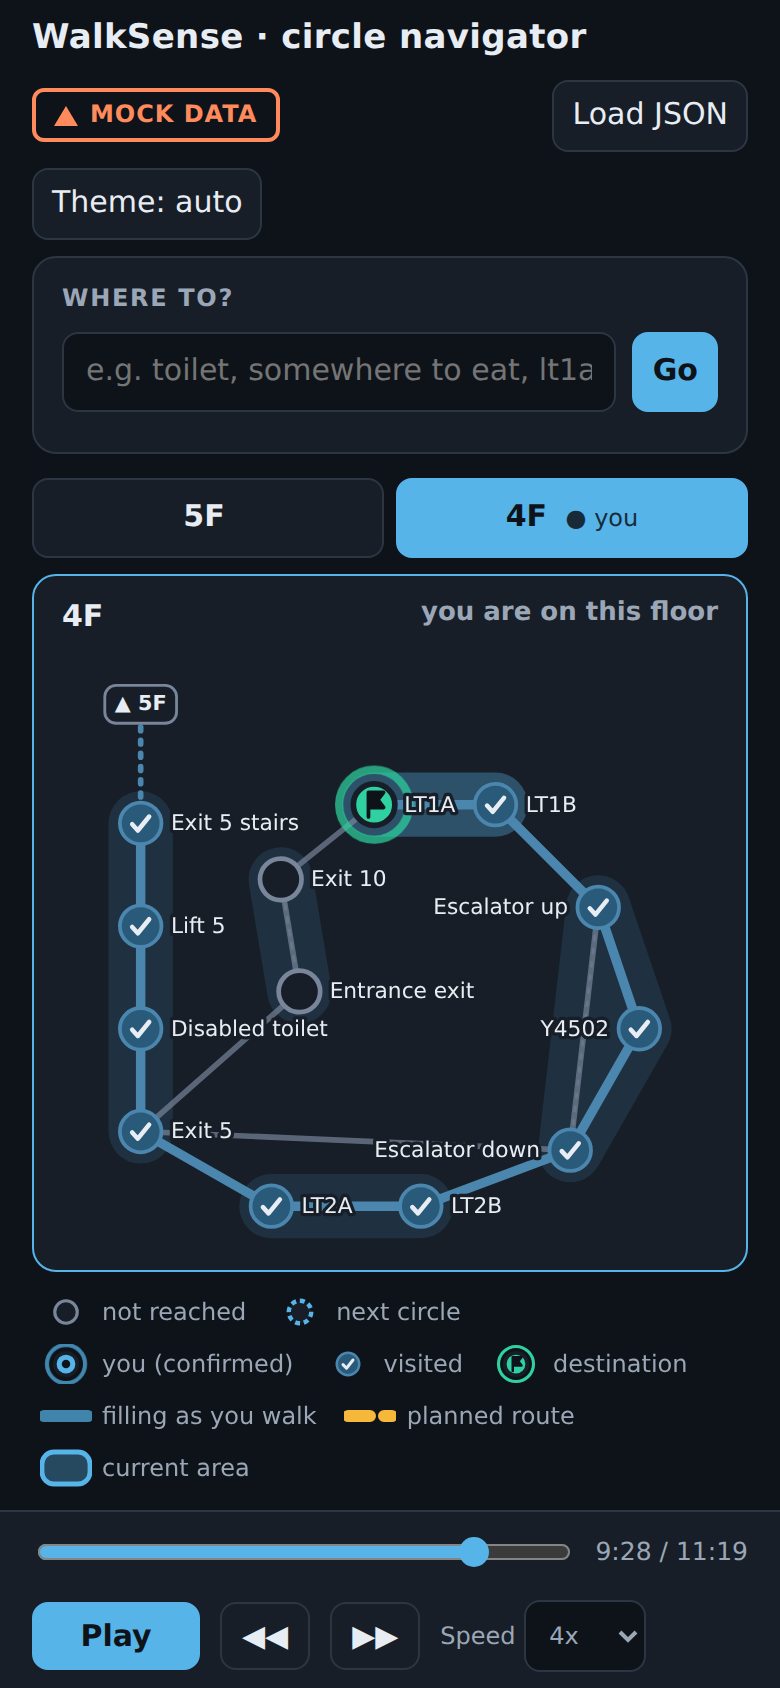 WalkSense · circle navigator
▲ MOCK DATA
Load JSON
Theme: auto
WHERE TO?
e.g. toilet, somewhere to eat, lt1a
Go
5F
4F ● you
4F
you are on this floor
▲ 5F
LT1A
LT1B
Exit 5 stairs
Exit 10
Escalator up
Lift 5
Entrance exit
Disabled toilet
Y4502
Exit 5
Escalator down
LT2A
LT2B
not reached
next circle
you (confirmed)
visited
destination
filling as you walk
planned route
current area
9:28 / 11:19
Play
◀◀
▶▶
Speed
4x